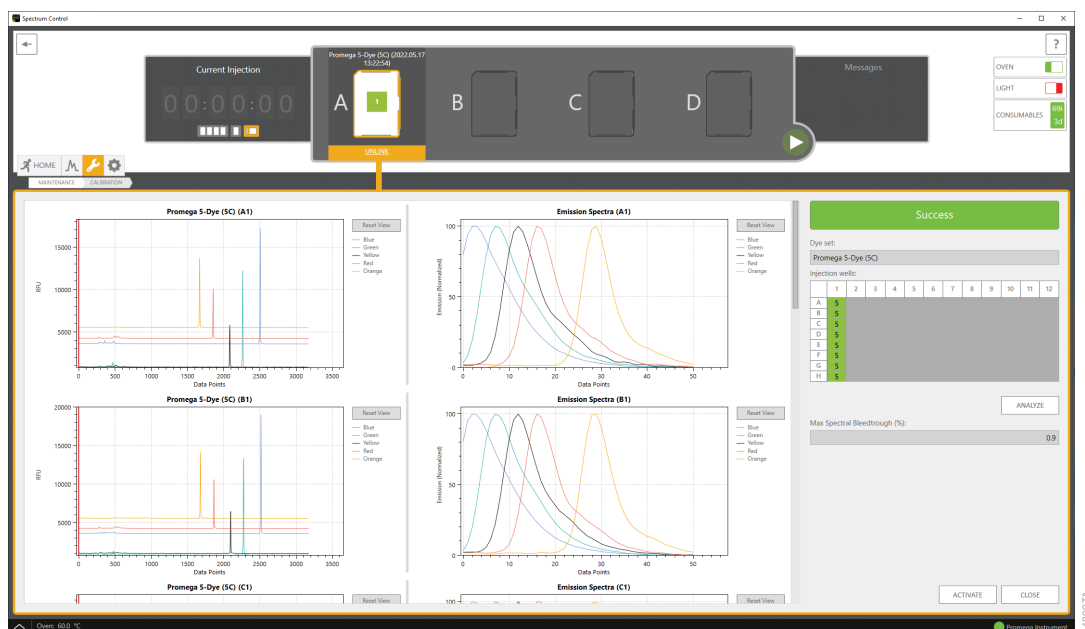 Spectrum Control
?
Current Injection
00:00:00
Promega 5-Dye (5C) (2022.05.17
13:22:54)
A
1
B
C
D
UNLINK
Messages
OVEN
LIGHT
CONSUMABLES
69i
3d
HOME
MAINTENANCE
CALIBRATION
Promega 5-Dye (5C) (A1)
RFU
15000
10000
5000
0 500 1000 1500 2000 2500 3000 3500
Data Points
Reset View
Blue
Green
Yellow
Red
Orange
Emission Spectra (A1)
Emission (Normalized)
100
50
0
0 10 20 30 40 50
Data Points
Reset View
Blue
Green
Yellow
Red
Orange
Promega 5-Dye (5C) (B1)
RFU
20000
15000
10000
5000
0 500 1000 1500 2000 2500 3000 3500
Data Points
Reset View
Blue
Green
Yellow
Red
Orange
Emission Spectra (B1)
Emission (Normalized)
100
50
0
0 10 20 30 40 50
Data Points
Reset View
Blue
Green
Yellow
Red
Orange
Promega 5-Dye (5C) (C1)
Reset View
Emission Spectra (C1)
100
Reset View
Success
Dye set:
Promega 5-Dye (5C)
Injection wells:
1 2 3 4 5 6 7 8 9 10 11 12
A 5
B 5
C 5
D 5
E 5
F 5
G 5
H 5
ANALYZE
Max Spectral Bleedtrough (%):
0.9
ACTIVATE
CLOSE
Oven: 60.0 °C
Promega Instrument